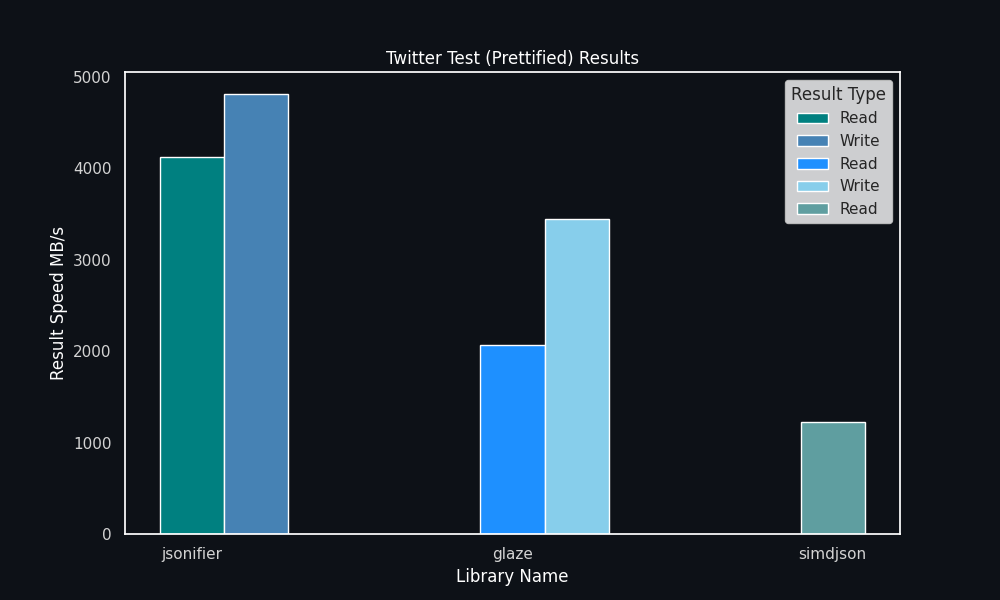 Twitter Test (Prettified) Results
Result Speed MB/s
5000
4000
3000
2000
1000
0
Result Type
Read
Write
Read
Write
Read
jsonifier
glaze
simdjson
Library Name